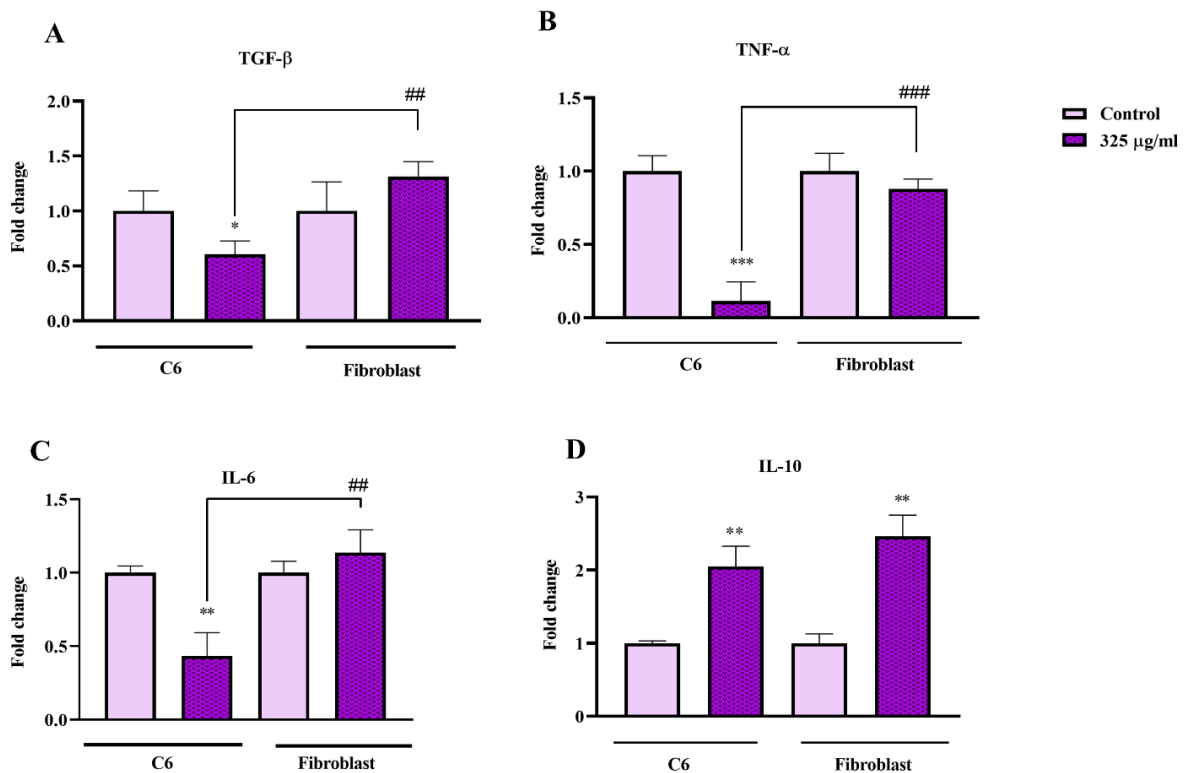 A
TGF-β
2.0
1.5
1.0
0.5
0.0
Fold change
##
*
C6
Fibroblast
B
TNF-α
1.5
1.0
0.5
0.0
Fold change
###
***
C6
Fibroblast
Control
325 μg/ml
C
IL-6
1.5
1.0
0.5
0.0
Fold change
##
**
C6
Fibroblast
D
IL-10
3
2
1
0
Fold change
**
**
C6
Fibroblast